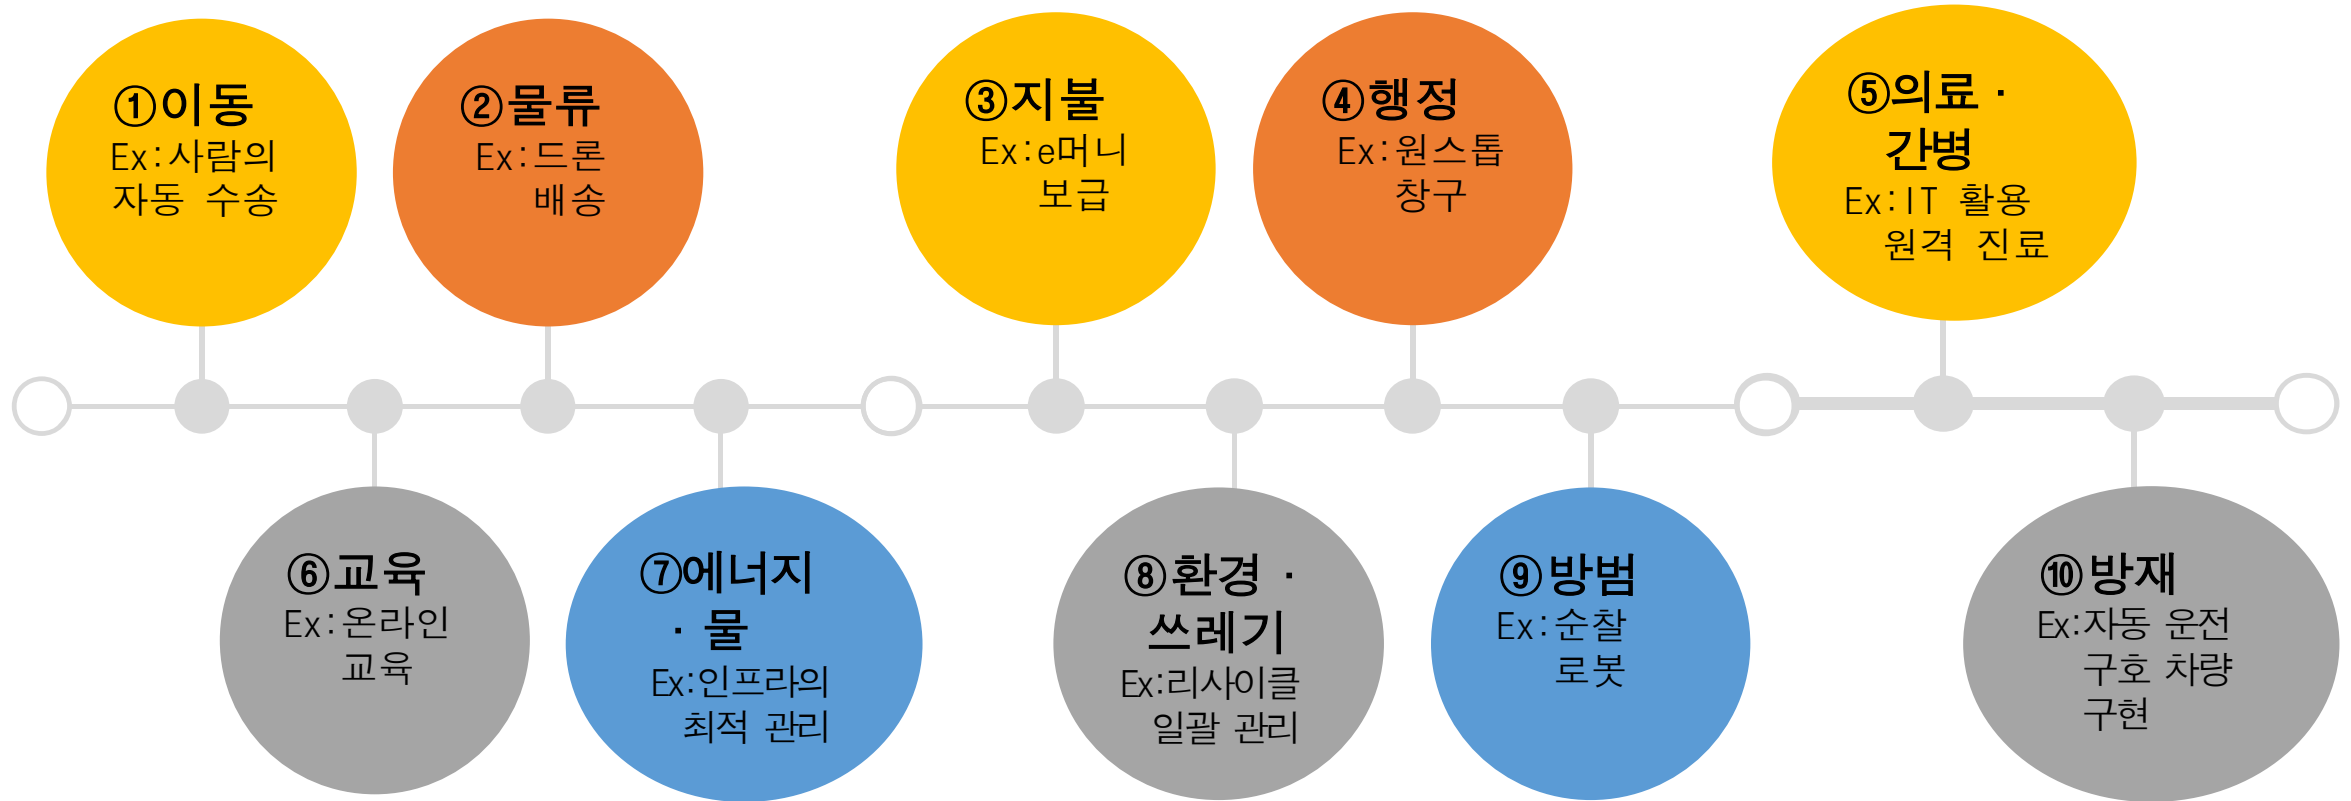 ①이동
Ex:사람의
자동 수송
②물류
Ex:드론
배송
③지불
Ex:e머니
보급
④행정
Ex:원스톱
창구
⑤의료·
간병
Ex:IT 활용
원격 진료
⑥교육
Ex:온라인
교육
⑦에너지
·물
Ex:인프라의
최적 관리
⑧환경·
쓰레기
Ex:리사이클
일괄 관리
⑨방범
Ex:순찰
로봇
⑩방재
Ex:자동 운전
구호 차량
구현